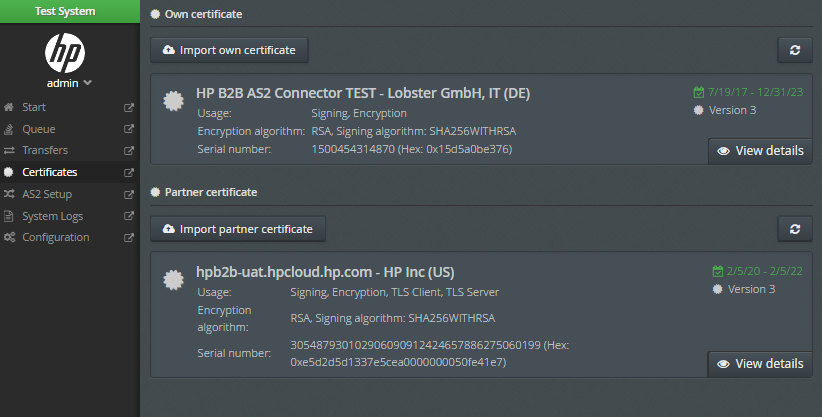 Test System
hp
admin
Start
Queue
Transfers
Certificates
AS2 Setup
System Logs
Configuration
Own certificate
Import own certificate
HP B2B AS2 Connector TEST - Lobster GmbH, IT (DE)
7/19/17 - 12/31/23
Usage: Signing, Encryption
Version 3
Encryption algorithm: RSA, Signing algorithm: SHA256WITHRSA
Serial number: 1500454314870 (Hex: 0x15d5a0be376)
View details
Partner certificate
Import partner certificate
hpb2b-uat.hpcloud.hp.com - HP Inc (US)
2/5/20 - 2/5/22
Usage: Signing, Encryption, TLS Client, TLS Server
Version 3
Encryption
algorithm: RSA, Signing algorithm: SHA256WITHRSA
Serial number: 305487930102906090912424657886275060199 (Hex:
0xe5d2d5d1337e5cea0000000050fe41e7)
View details